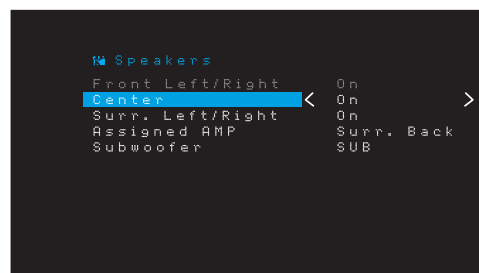 Speakers
Front Left/Right On
Center < On >
Surr. Left/Right On
Assigned AMP Surr. Back
Subwoofer SUB